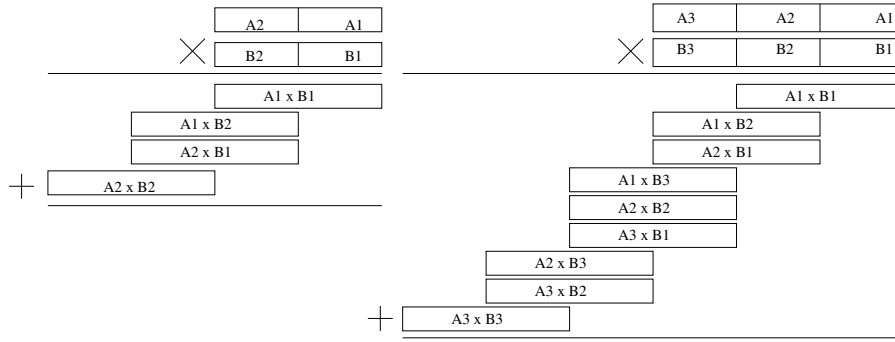 A2 A1
B2 B1
A1 x B1
A1 x B2
A2 x B1
+ A2 x B2
A3 A2 A1
B3 B2 B1
A1 x B1
A1 x B2
A2 x B1
A1 x B3
A2 x B2
A3 x B1
A2 x B3
A3 x B2
+ A3 x B3